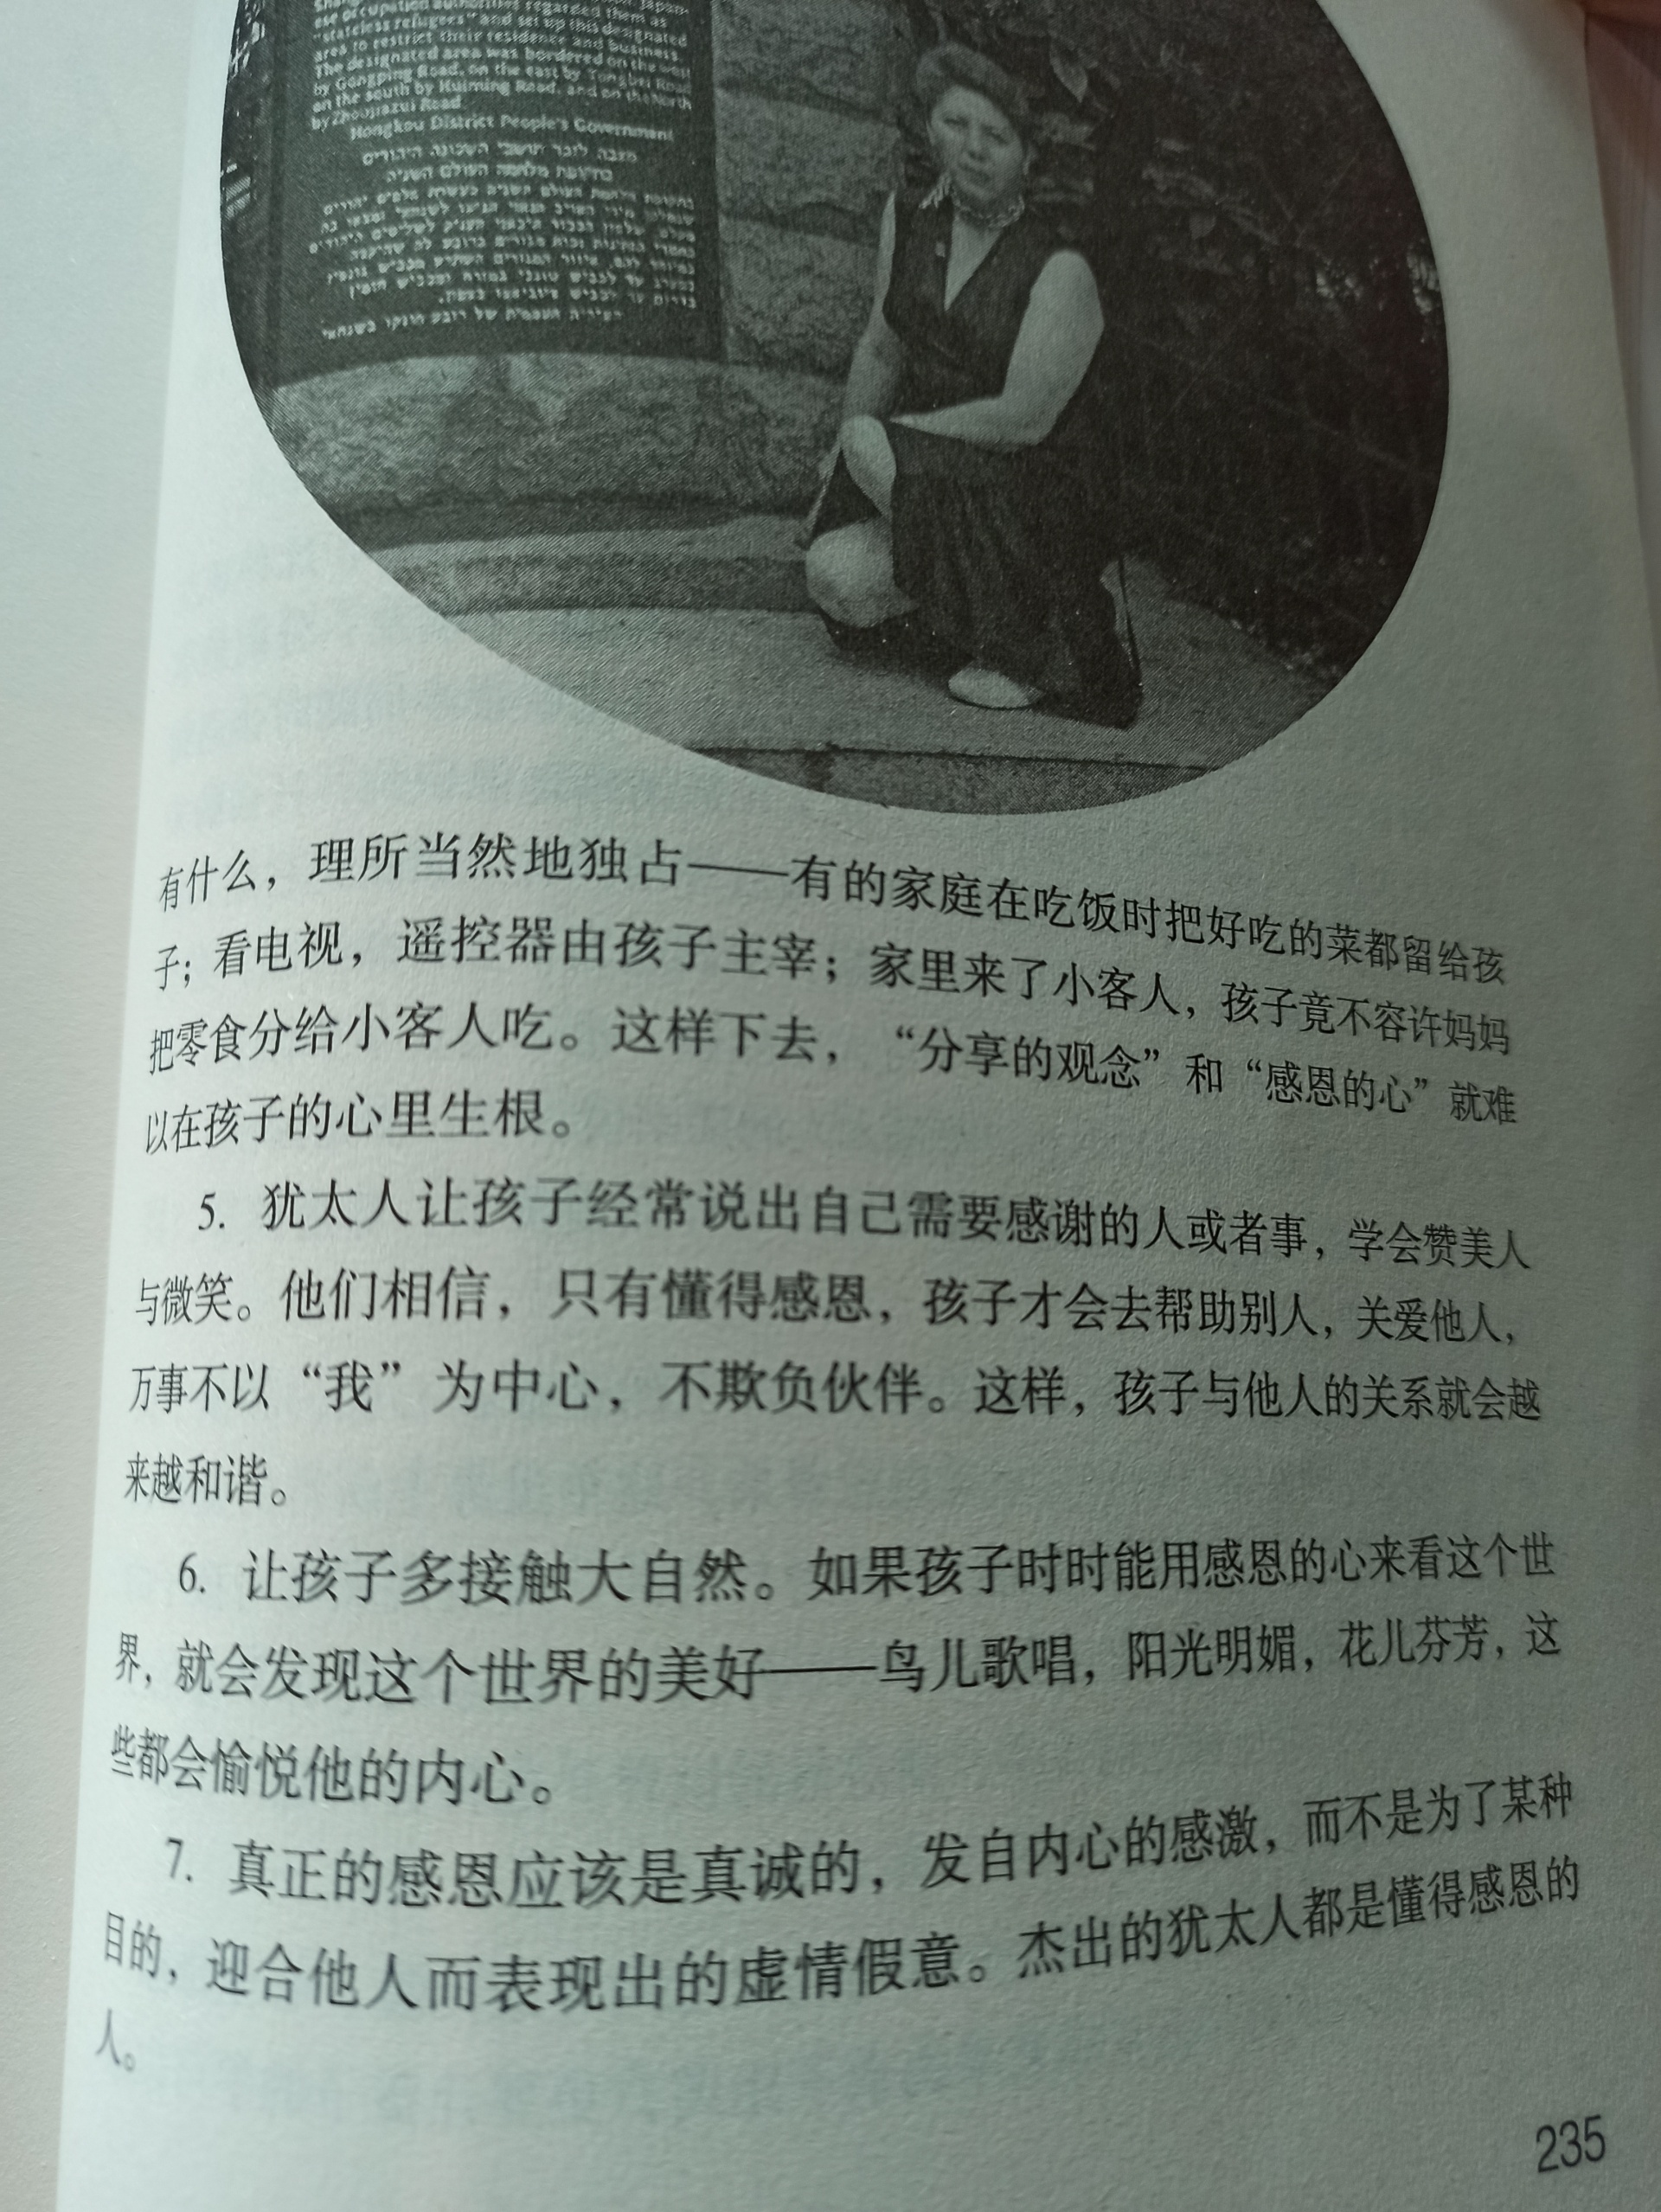 ese occupation authorities regarded them as
"stateless refugees" and set up this designated
area to restrict their residence and business.
The designated area was bordered on the west
by Gongping Road, on the east by Tongbei Road
on the south by Huiming Road, and on the North
by Zhoujiazui Road
Hongkou District People's Government
השכונה היהודים
העולם השניה
有什么，理所当然地独占——有的家庭在吃饭时把好吃的菜都留给孩
子；看电视，遥控器由孩子主宰；家里来了小客人，孩子竟不容许妈妈
把零食分给小客人吃。这样下去，“分享的观念”和“感恩的心”就难
以在孩子的心里生根。
5. 犹太人让孩子经常说出自己需要感谢的人或者事，学会赞美人
与微笑。他们相信，只有懂得感恩，孩子才会去帮助别人，关爱他人，
万事不以“我”为中心，不欺负伙伴。这样，孩子与他人的关系就会越
来越和谐。
6. 让孩子多接触大自然。如果孩子时时能用感恩的心来看这个世
界，就会发现这个世界的美好——鸟儿歌唱，阳光明媚，花儿芬芳，这
些都会愉悦他的内心。
7. 真正的感恩应该是真诚的，发自内心的感激，而不是为了某种
目的，迎合他人而表现出的虚情假意。杰出的犹太人都是懂得感恩的
人。
235